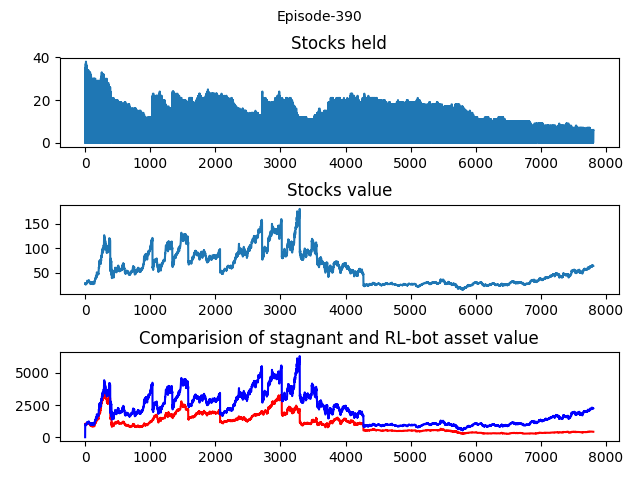 Episode-390
Stocks held
40
20
0
0 1000 2000 3000 4000 5000 6000 7000 8000
Stocks value
150
100
50
0 1000 2000 3000 4000 5000 6000 7000 8000
Comparision of stagnant and RL-bot asset value
5000
2500
0
0 1000 2000 3000 4000 5000 6000 7000 8000